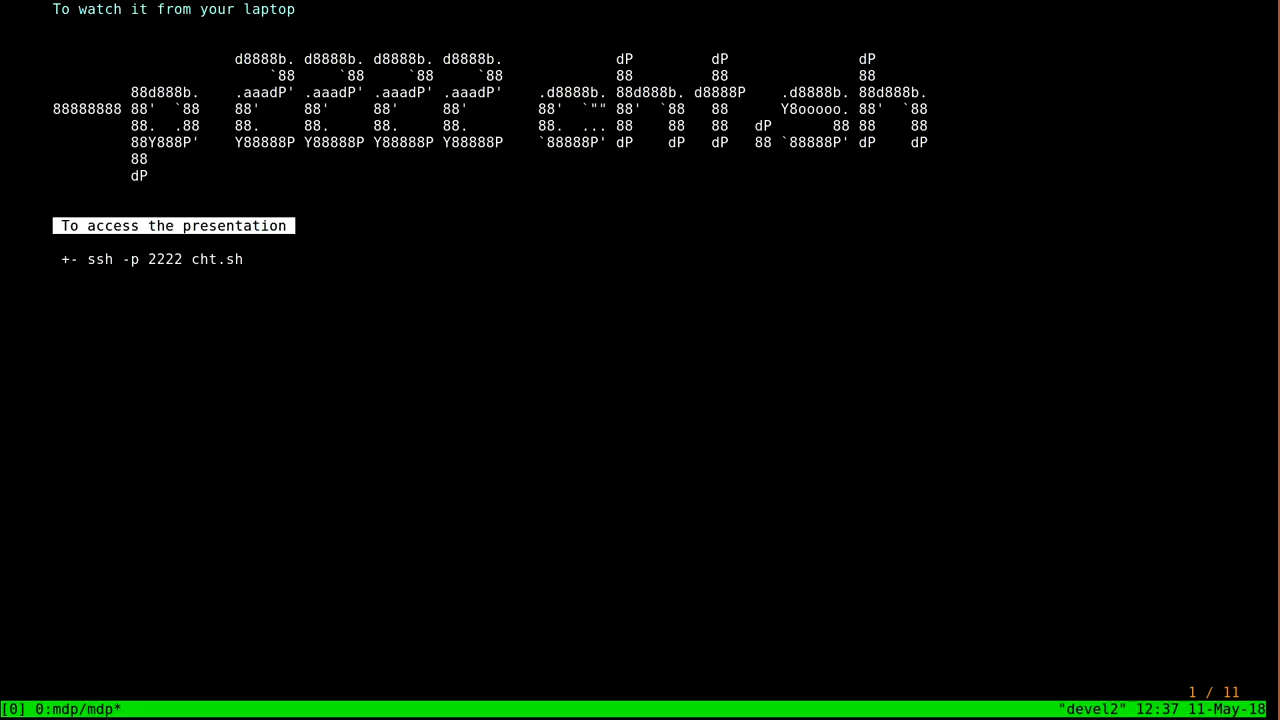 To watch it from your laptop
-p 2222 cht.sh
To access the presentation
+- ssh -p 2222 cht.sh
1 / 11
[0] 0:mdp/mdp* "devel2" 12:37 11-May-18